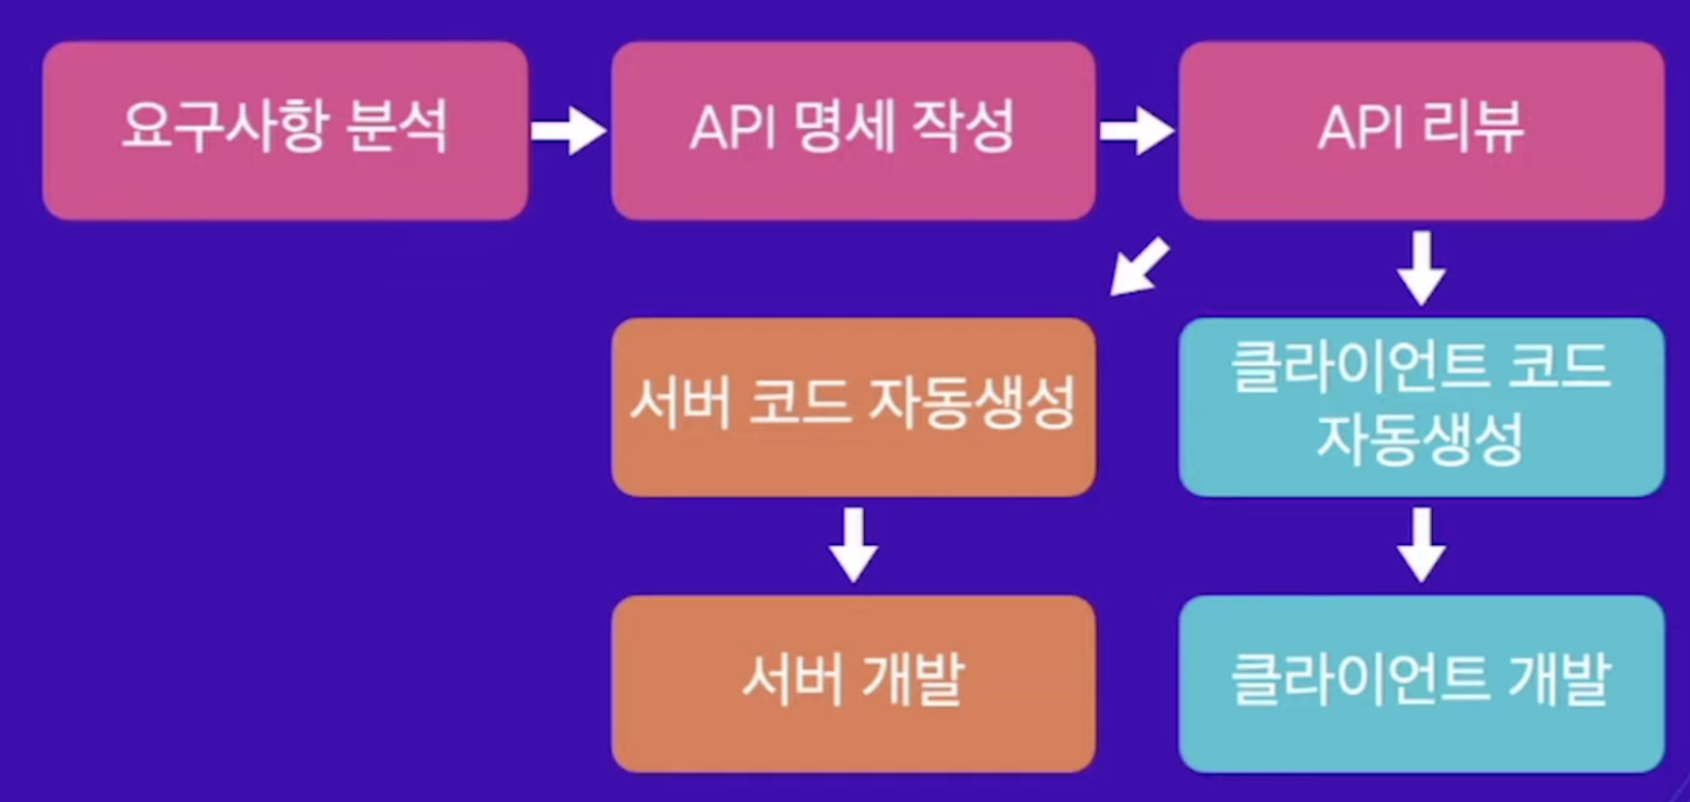 요구사항 분석
API 명세 작성
API 리뷰
서버 코드 자동생성
클라이언트 코드
자동생성
서버 개발
클라이언트 개발